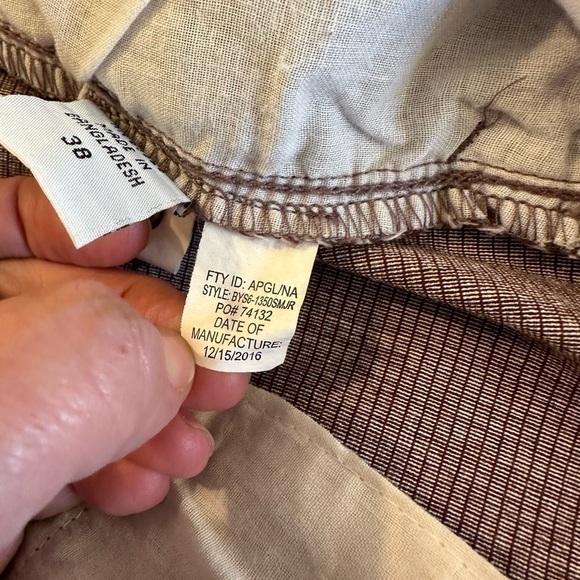 MADE IN
BANGLADESH
38
FTY ID: APGL/NA
STYLE: BYS6-1350SMJR
PO# 74132
DATE OF
MANUFACTURE:
12/15/2016